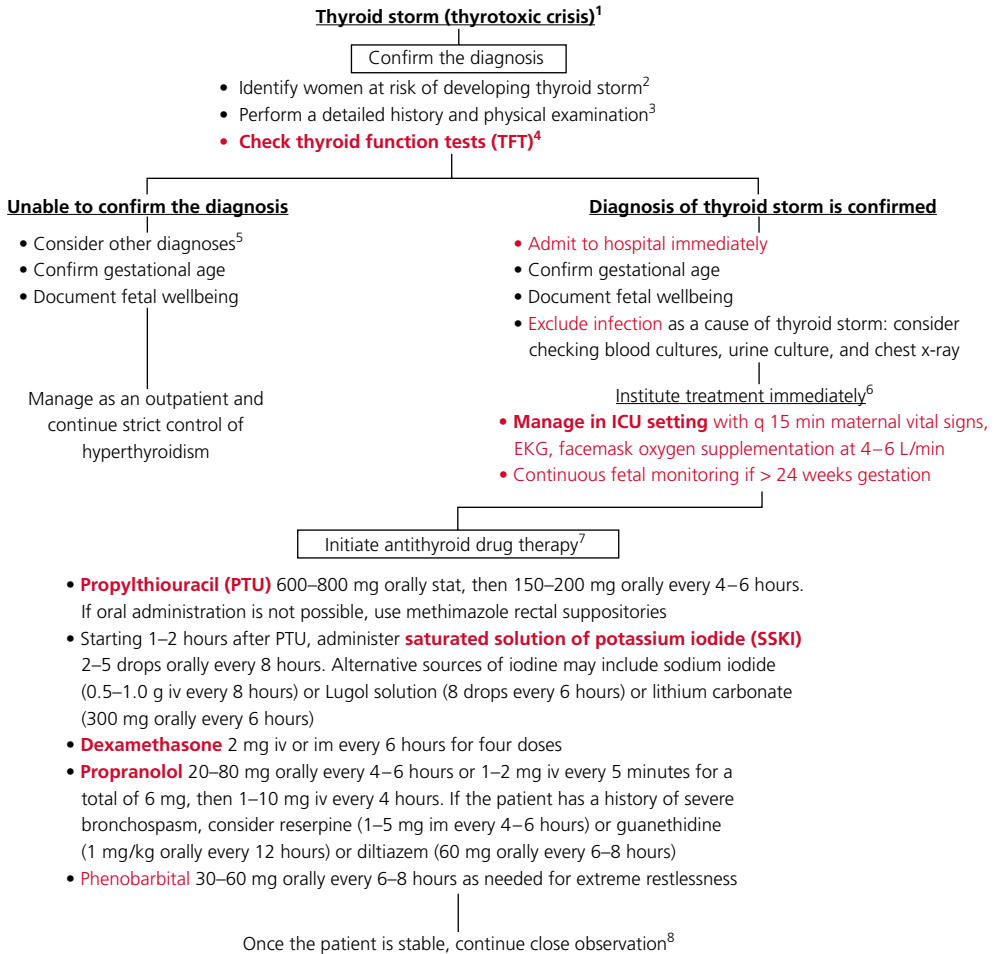 Thyroid storm (thyrotoxic crisis)¹
Confirm the diagnosis
• Identify women at risk of developing thyroid storm²
• Perform a detailed history and physical examination³
• Check thyroid function tests (TFT)⁴
Unable to confirm the diagnosis
• Consider other diagnoses⁵
• Confirm gestational age
• Document fetal wellbeing
Manage as an outpatient and
continue strict control of
hyperthyroidism
Diagnosis of thyroid storm is confirmed
• Admit to hospital immediately
• Confirm gestational age
• Document fetal wellbeing
• Exclude infection as a cause of thyroid storm: consider
checking blood cultures, urine culture, and chest x-ray
Institute treatment immediately⁶
• Manage in ICU setting with q 15 min maternal vital signs,
EKG, facemask oxygen supplementation at 4–6 L/min
• Continuous fetal monitoring if > 24 weeks gestation
Initiate antithyroid drug therapy⁷
• Propylthiouracil (PTU) 600–800 mg orally stat, then 150–200 mg orally every 4–6 hours.
If oral administration is not possible, use methimazole rectal suppositories
• Starting 1–2 hours after PTU, administer saturated solution of potassium iodide (SSKI)
2–5 drops orally every 8 hours. Alternative sources of iodine may include sodium iodide
(0.5–1.0 g iv every 8 hours) or Lugol solution (8 drops every 6 hours) or lithium carbonate
(300 mg orally every 6 hours)
• Dexamethasone 2 mg iv or im every 6 hours for four doses
• Propranolol 20–80 mg orally every 4–6 hours or 1–2 mg iv every 5 minutes for a
total of 6 mg, then 1–10 mg iv every 4 hours. If the patient has a history of severe
bronchospasm, consider reserpine (1–5 mg im every 4–6 hours) or guanethidine
(1 mg/kg orally every 12 hours) or diltiazem (60 mg orally every 6–8 hours)
• Phenobarbital 30–60 mg orally every 6–8 hours as needed for extreme restlessness
Once the patient is stable, continue close observation⁸